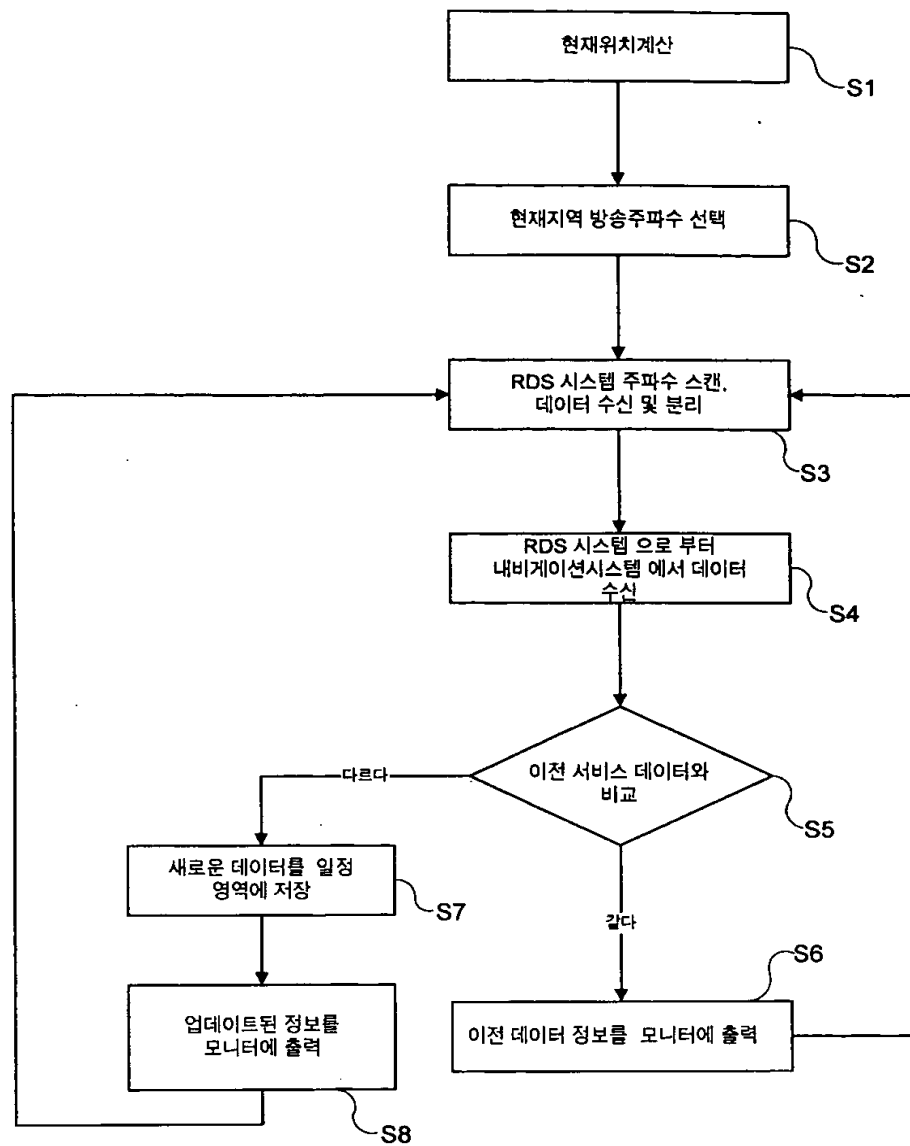 현재위치계산
S1
현재지역 방송주파수 선택
S2
RDS 시스템 주파수 스캔,
데이터 수신 및 분리
S3
RDS 시스템 으로 부터
내비게이션시스템 에서 데이터
수신
S4
이전 서비스 데이터와
비교
S5
다르다
같다
새로운 데이터를 일정
영역에 저장
S7
S6
이전 데이터 정보를 모니터에 출력
업데이트된 정보를
모니터에 출력
S8